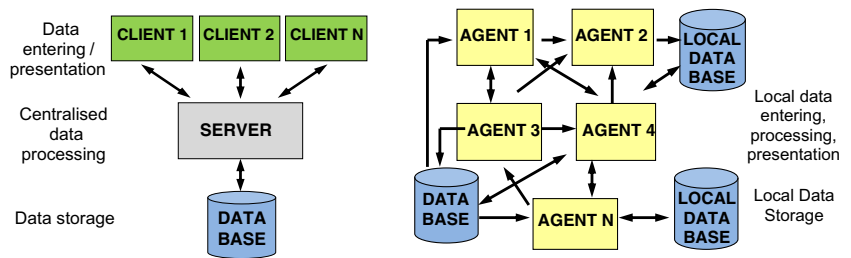 Data
entering /
presentation
CLIENT 1
CLIENT 2
CLIENT N
Centralised
data
processing
SERVER
Data storage
DATA
BASE
AGENT 1
AGENT 2
LOCAL
DATA
BASE
AGENT 3
AGENT 4
Local data
entering,
processing,
presentation
DATA
BASE
AGENT N
LOCAL
DATA
BASE
Local Data
Storage